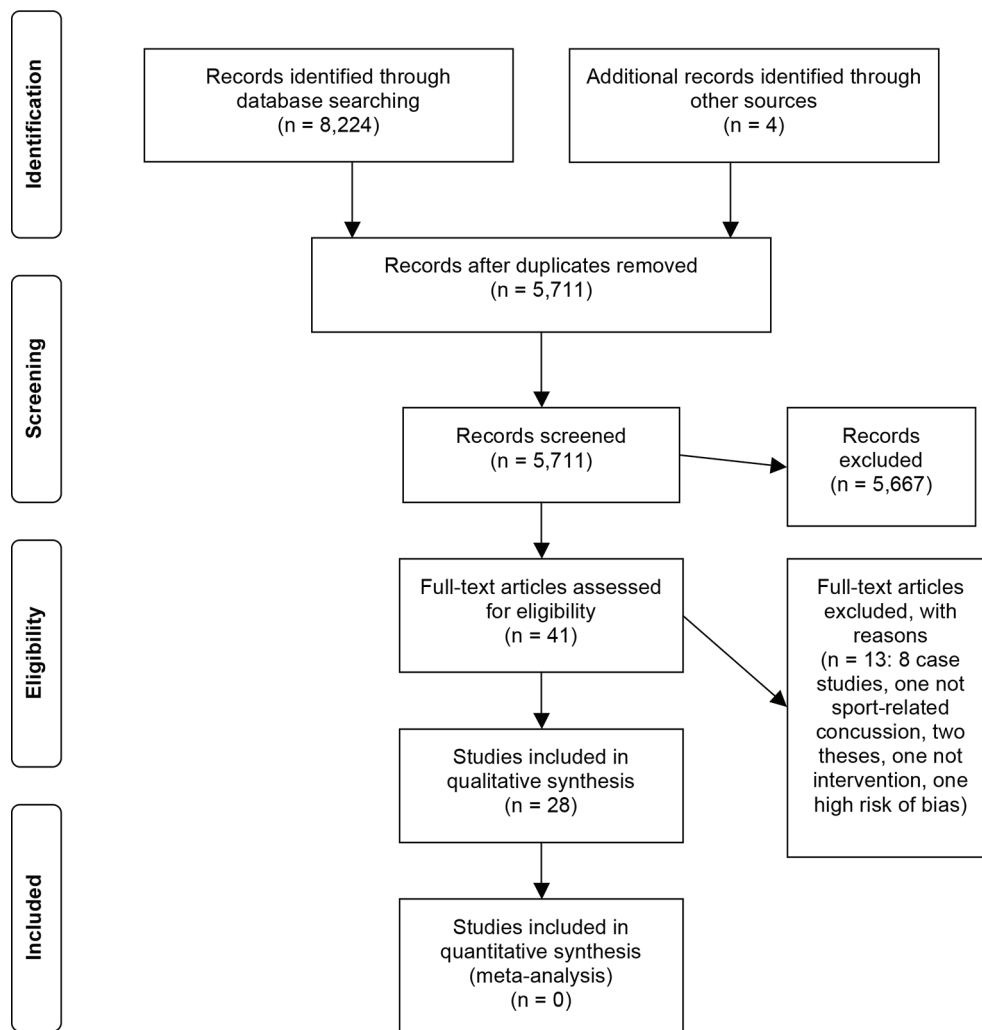 Identification
Records identified through
database searching
(n = 8,224)
Additional records identified through
other sources
(n = 4)
Records after duplicates removed
(n = 5,711)
Screening
Records screened
(n = 5,711)
Records
excluded
(n = 5,667)
Eligibility
Full-text articles assessed
for eligibility
(n = 41)
Full-text articles
excluded, with
reasons
(n = 13: 8 case
studies, one not
sport-related
concussion, two
theses, one not
intervention, one
high risk of bias)
Studies included in
qualitative synthesis
(n = 28)
Included
Studies included in
quantitative synthesis
(meta-analysis)
(n = 0)